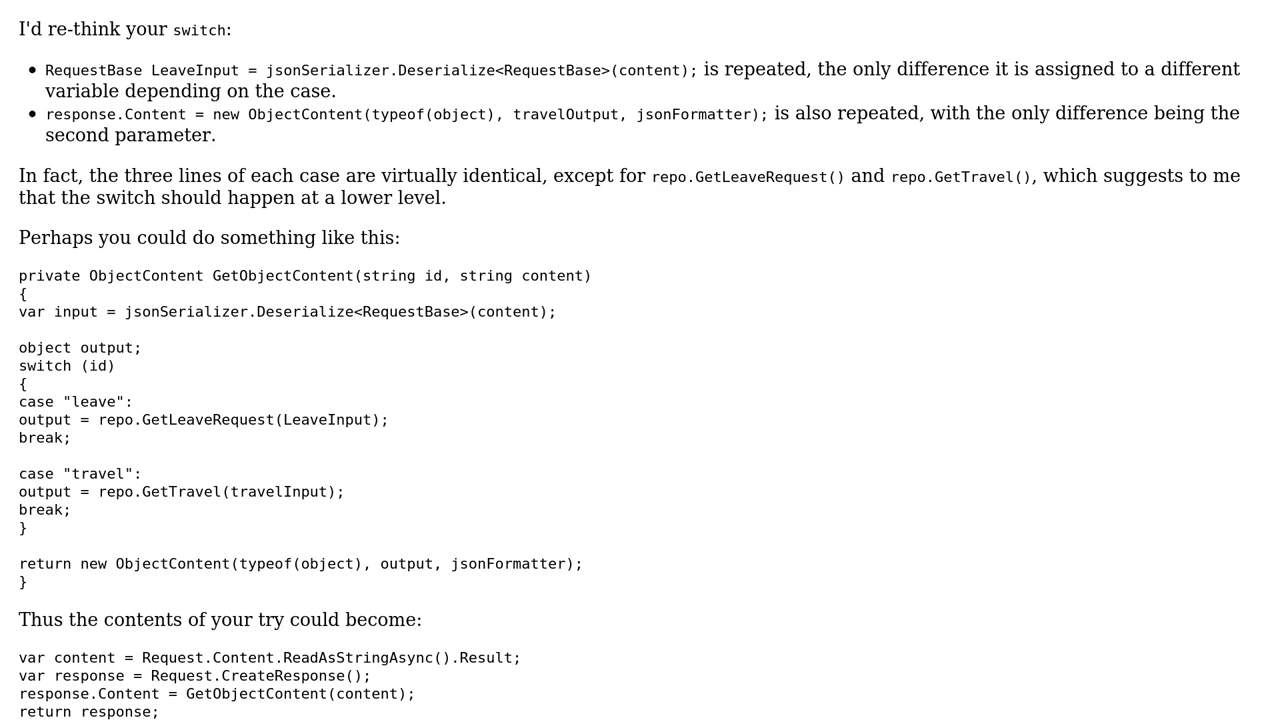 I'd re-think your switch:
• RequestBase LeaveInput = jsonSerializer.Deserialize<RequestBase>(content); is repeated, the only difference it is assigned to a different
variable depending on the case.
• response.Content = new ObjectContent(typeof(object), travelOutput, jsonFormatter); is also repeated, with the only difference being the
second parameter.
In fact, the three lines of each case are virtually identical, except for repo.GetLeaveRequest() and repo.GetTravel(), which suggests to me
that the switch should happen at a lower level.
Perhaps you could do something like this:
private ObjectContent GetObjectContent(string id, string content)
{
var input = jsonSerializer.Deserialize<RequestBase>(content);
object output;
switch (id)
{
case "leave":
output = repo.GetLeaveRequest(LeaveInput);
break;
case "travel":
output = repo.GetTravel(travelInput);
break;
}
return new ObjectContent(typeof(object), output, jsonFormatter);
}
Thus the contents of your try could become:
var content = Request.Content.ReadAsStringAsync().Result;
var response = Request.CreateResponse();
response.Content = GetObjectContent(content);
return response;